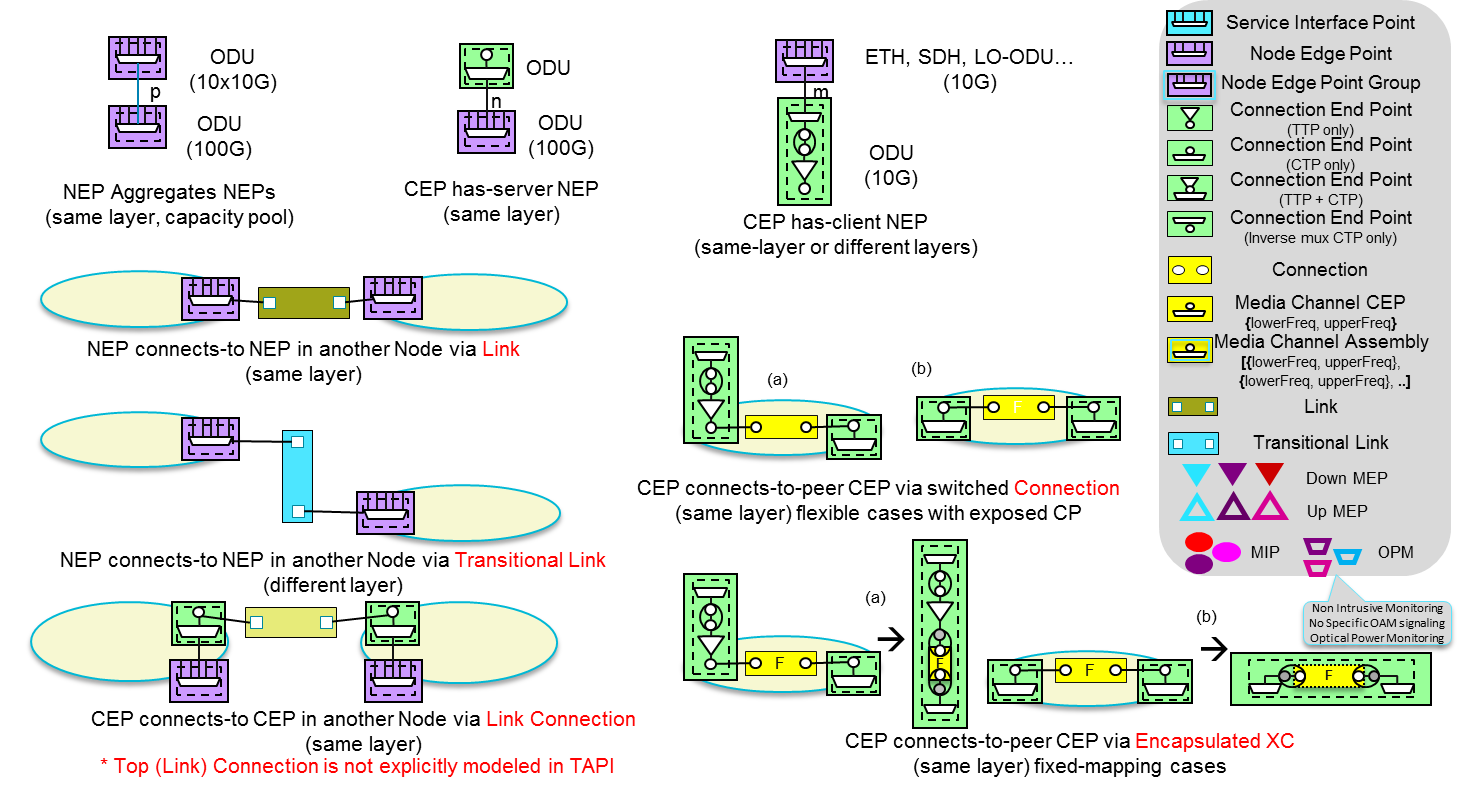 ODU
(10x10G)
p
ODU
(100G)
NEP Aggregates NEPs
(same layer, capacity pool)
ODU
n
ODU
(100G)
CEP has-server NEP
(same layer)
ETH, SDH, LO-ODU…
(10G)
m
ODU
(10G)
CEP has-client NEP
(same-layer or different layers)
NEP connects-to NEP in another Node via Link
(same layer)
NEP connects-to NEP in another Node via Transitional Link
(different layer)
CEP connects-to CEP in another Node via Link Connection
(same layer)
* Top (Link) Connection is not explicitly modeled in TAPI
(a)
(b)
F
CEP connects-to-peer CEP via switched Connection
(same layer) flexible cases with exposed CP
(a)
F
F
(b)
F
F
CEP connects-to-peer CEP via Encapsulated XC
(same layer) fixed-mapping cases
Service Interface Point
Node Edge Point
Node Edge Point Group
Connection End Point
(TTP only)
Connection End Point
(CTP only)
Connection End Point
(TTP + CTP)
Connection End Point
(Inverse mux CTP only)
Connection
Media Channel CEP
{lowerFreq, upperFreq}
Media Channel Assembly
[{lowerFreq, upperFreq},
{lowerFreq, upperFreq}, ..]
Link
Transitional Link
Down MEP
Up MEP
MIP
OPM
Non Intrusive Monitoring
No Specific OAM signaling
Optical Power Monitoring